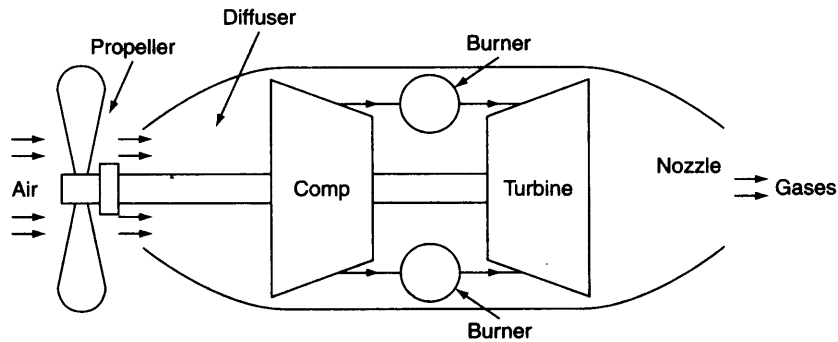 Diffuser
Propeller
Burner
Air
Comp
Turbine
Nozzle
Gases
Burner